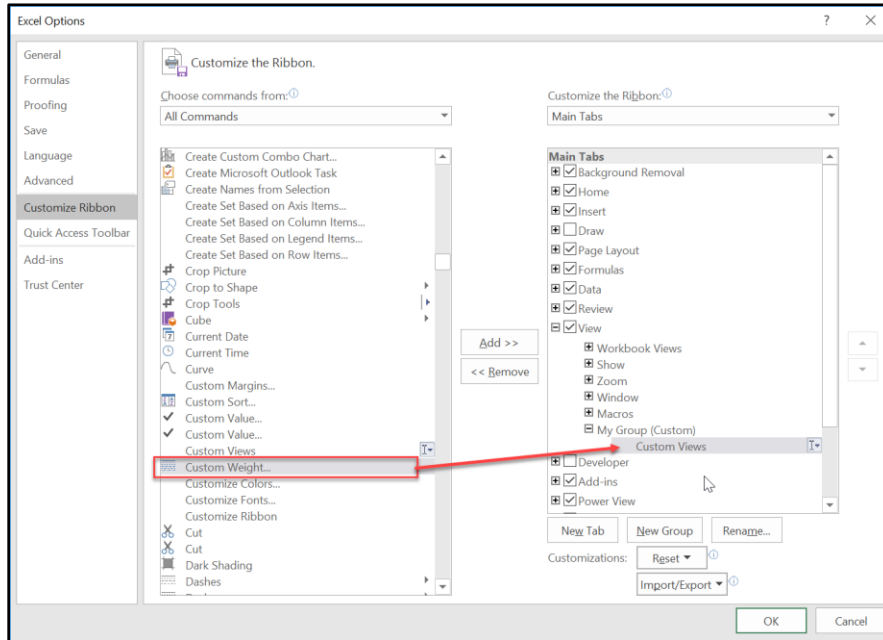 Excel Options
?
General
Formulas
Proofing
Save
Language
Advanced
Customize Ribbon
Quick Access Toolbar
Add-ins
Trust Center
Customize the Ribbon.
Choose commands from:
All Commands
Create Custom Combo Chart...
Create Microsoft Outlook Task
Create Names from Selection
Create Set Based on Axis Items...
Create Set Based on Column Items...
Create Set Based on Legend Items...
Create Set Based on Row Items...
Crop Picture
Crop to Shape
Crop Tools
Cube
Current Date
Current Time
Curve
Custom Margins...
Custom Sort...
Custom Value...
Custom Value...
Custom Views
Custom Weight...
Customize Colors...
Customize Fonts...
Customize Ribbon
Cut
Cut
Dark Shading
Dashes
Add >>
<< Remove
Customize the Ribbon:
Main Tabs
Main Tabs
Background Removal
Home
Insert
Draw
Page Layout
Formulas
Data
Review
View
Workbook Views
Show
Zoom
Window
Macros
My Group (Custom)
Custom Views
Developer
Add-ins
Power View
New Tab
New Group
Rename...
Customizations:
Reset
Import/Export
OK
Cancel